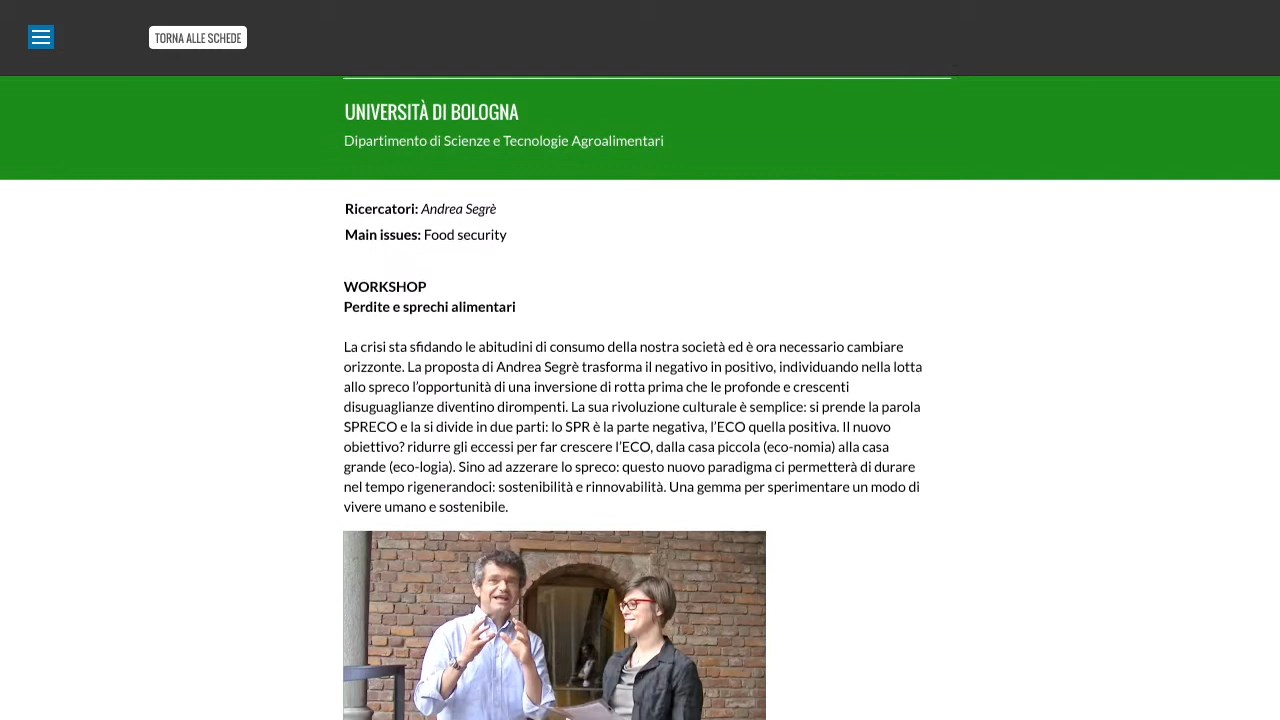 TORNA ALLE SCHEDE
UNIVERSITÀ DI BOLOGNA
Dipartimento di Scienze e Tecnologie Agroalimentari
Ricercatori: Andrea Segrè
Main issues: Food security
WORKSHOP
Perdite e sprechi alimentari
La crisi sta sfidando le abitudini di consumo della nostra società ed è ora necessario cambiare
orizzonte. La proposta di Andrea Segrè trasforma il negativo in positivo, individuando nella lotta
allo spreco l’opportunità di una inversione di rotta prima che le profonde e crescenti
disuguaglianze diventino dirompenti. La sua rivoluzione culturale è semplice: si prende la parola
SPRECO e la si divide in due parti: lo SPR è la parte negativa, l’ECO quella positiva. Il nuovo
obiettivo? ridurre gli eccessi per far crescere l’ECO, dalla casa piccola (eco-nomia) alla casa
grande (eco-logia). Sino ad azzerare lo spreco: questo nuovo paradigma ci permetterà di durare
nel tempo rigenerandoci: sostenibilità e rinnovabilità. Una gemma per sperimentare un modo di
vivere umano e sostenibile.